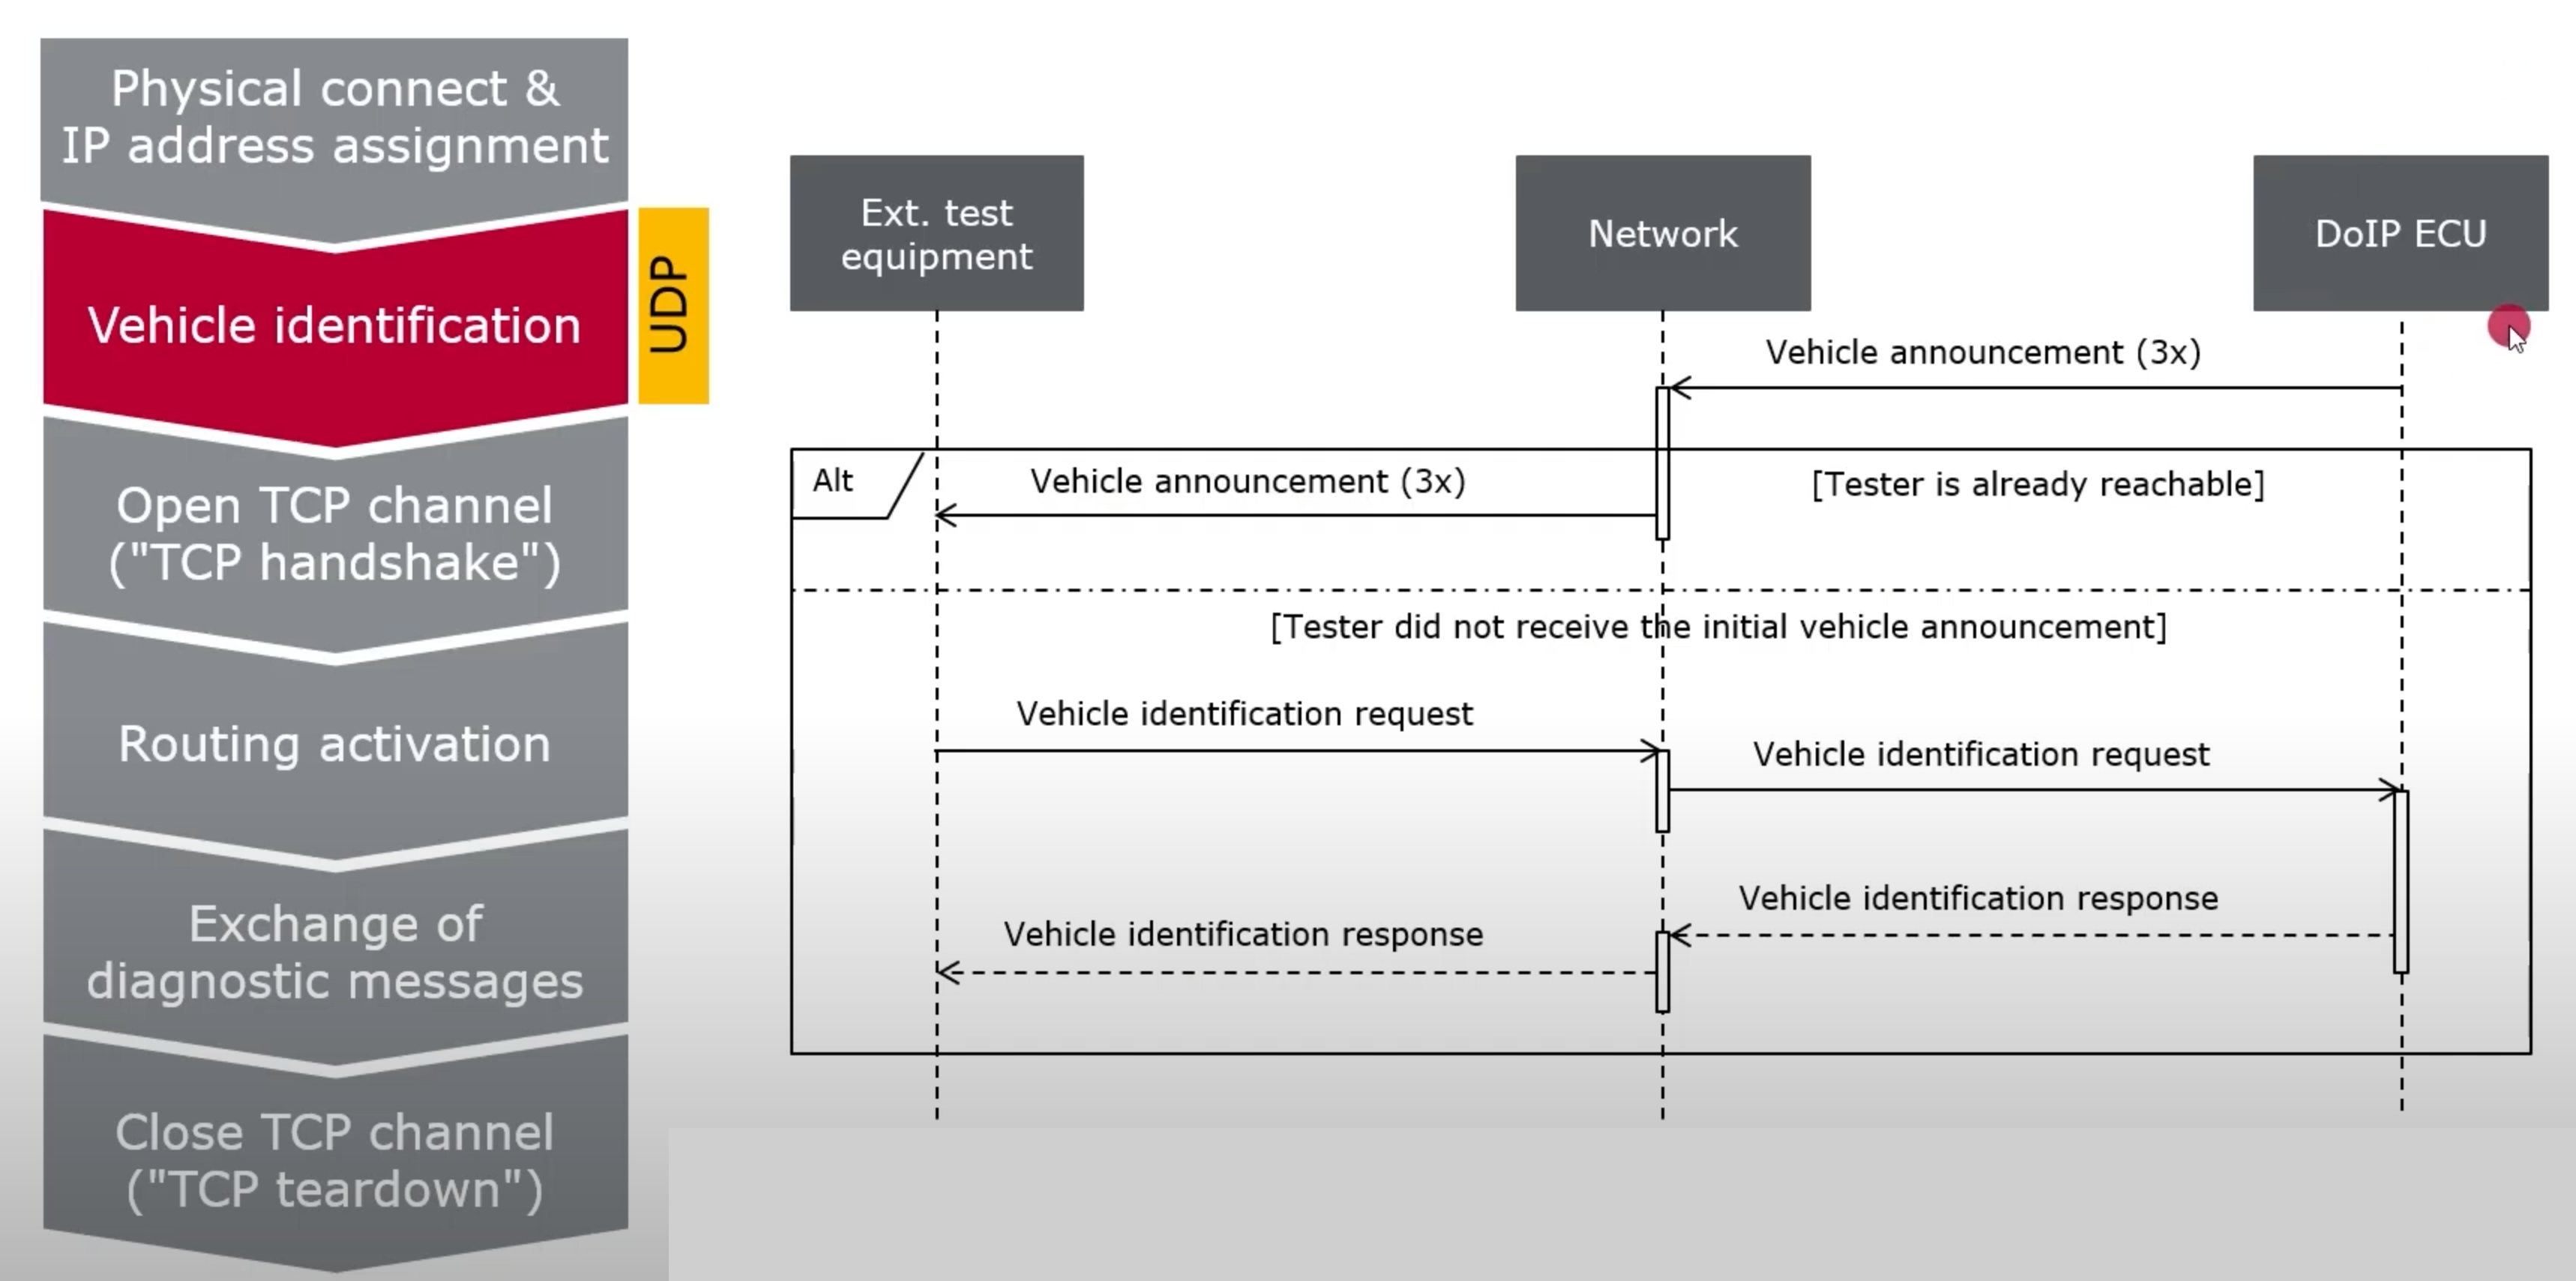 Physical connect &
IP address assignment
Vehicle identification
UDP
Open TCP channel
("TCP handshake")
Routing activation
Exchange of
diagnostic messages
Close TCP channel
("TCP teardown")
Ext. test
equipment
Network
DoIP ECU
Vehicle announcement (3x)
Alt
Vehicle announcement (3x)
[Tester is already reachable]
[Tester did not receive the initial vehicle announcement]
Vehicle identification request
Vehicle identification request
Vehicle identification response
Vehicle identification response